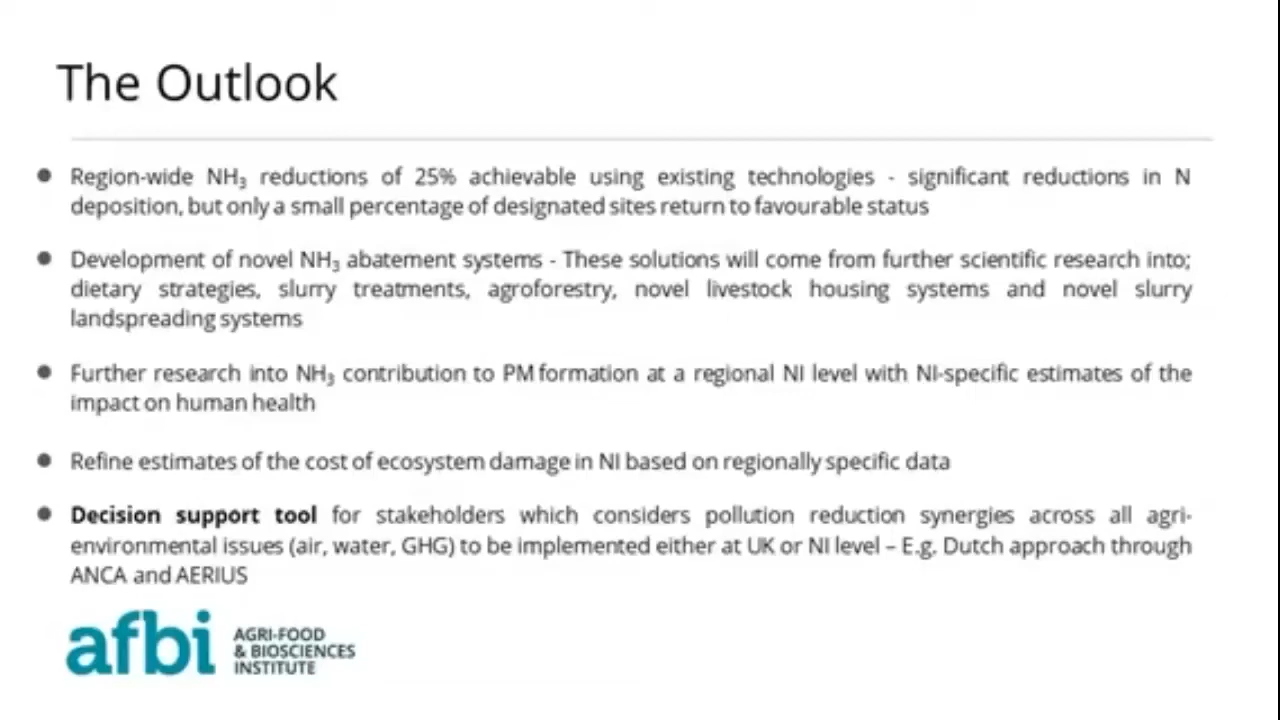 The Outlook
Region-wide NH₃ reductions of 25% achievable using existing technologies - significant reductions in N
deposition, but only a small percentage of designated sites return to favourable status
Development of novel NH₃ abatement systems - These solutions will come from further scientific research into;
dietary strategies, slurry treatments, agroforestry, novel livestock housing systems and novel slurry
landspreading systems
Further research into NH₃ contribution to PM formation at a regional NI level with NI-specific estimates of the
impact on human health
Refine estimates of the cost of ecosystem damage in NI based on regionally specific data
Decision support tool for stakeholders which considers pollution reduction synergies across all agri-
environmental issues (air, water, GHG) to be implemented either at UK or NI level – E.g. Dutch approach through
ANCA and AERIUS
afbi
AGRI-FOOD
& BIOSCIENCES
INSTITUTE